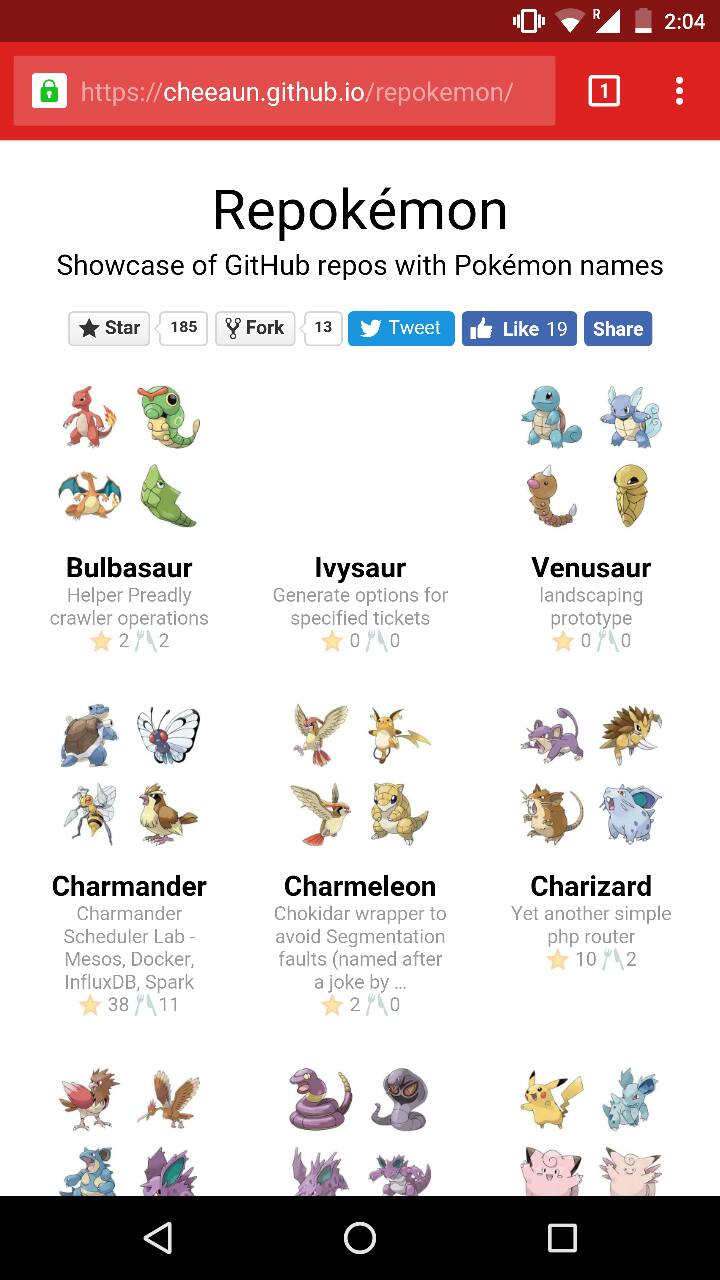 R 2:04
https://cheeaun.github.io/repokemon/ 1
Repokémon
Showcase of GitHub repos with Pokémon names
Star 185 Fork 13 Tweet Like 19 Share
Bulbasaur
Helper Preadly
crawler operations
2 2
Ivysaur
Generate options for
specified tickets
0 0
Venusaur
landscaping
prototype
0 0
Charmander
Charmander
Scheduler Lab -
Mesos, Docker,
InfluxDB, Spark
38 11
Charmeleon
Chokidar wrapper to
avoid Segmentation
faults (named after
a joke by ...
2 0
Charizard
Yet another simple
php router
10 2